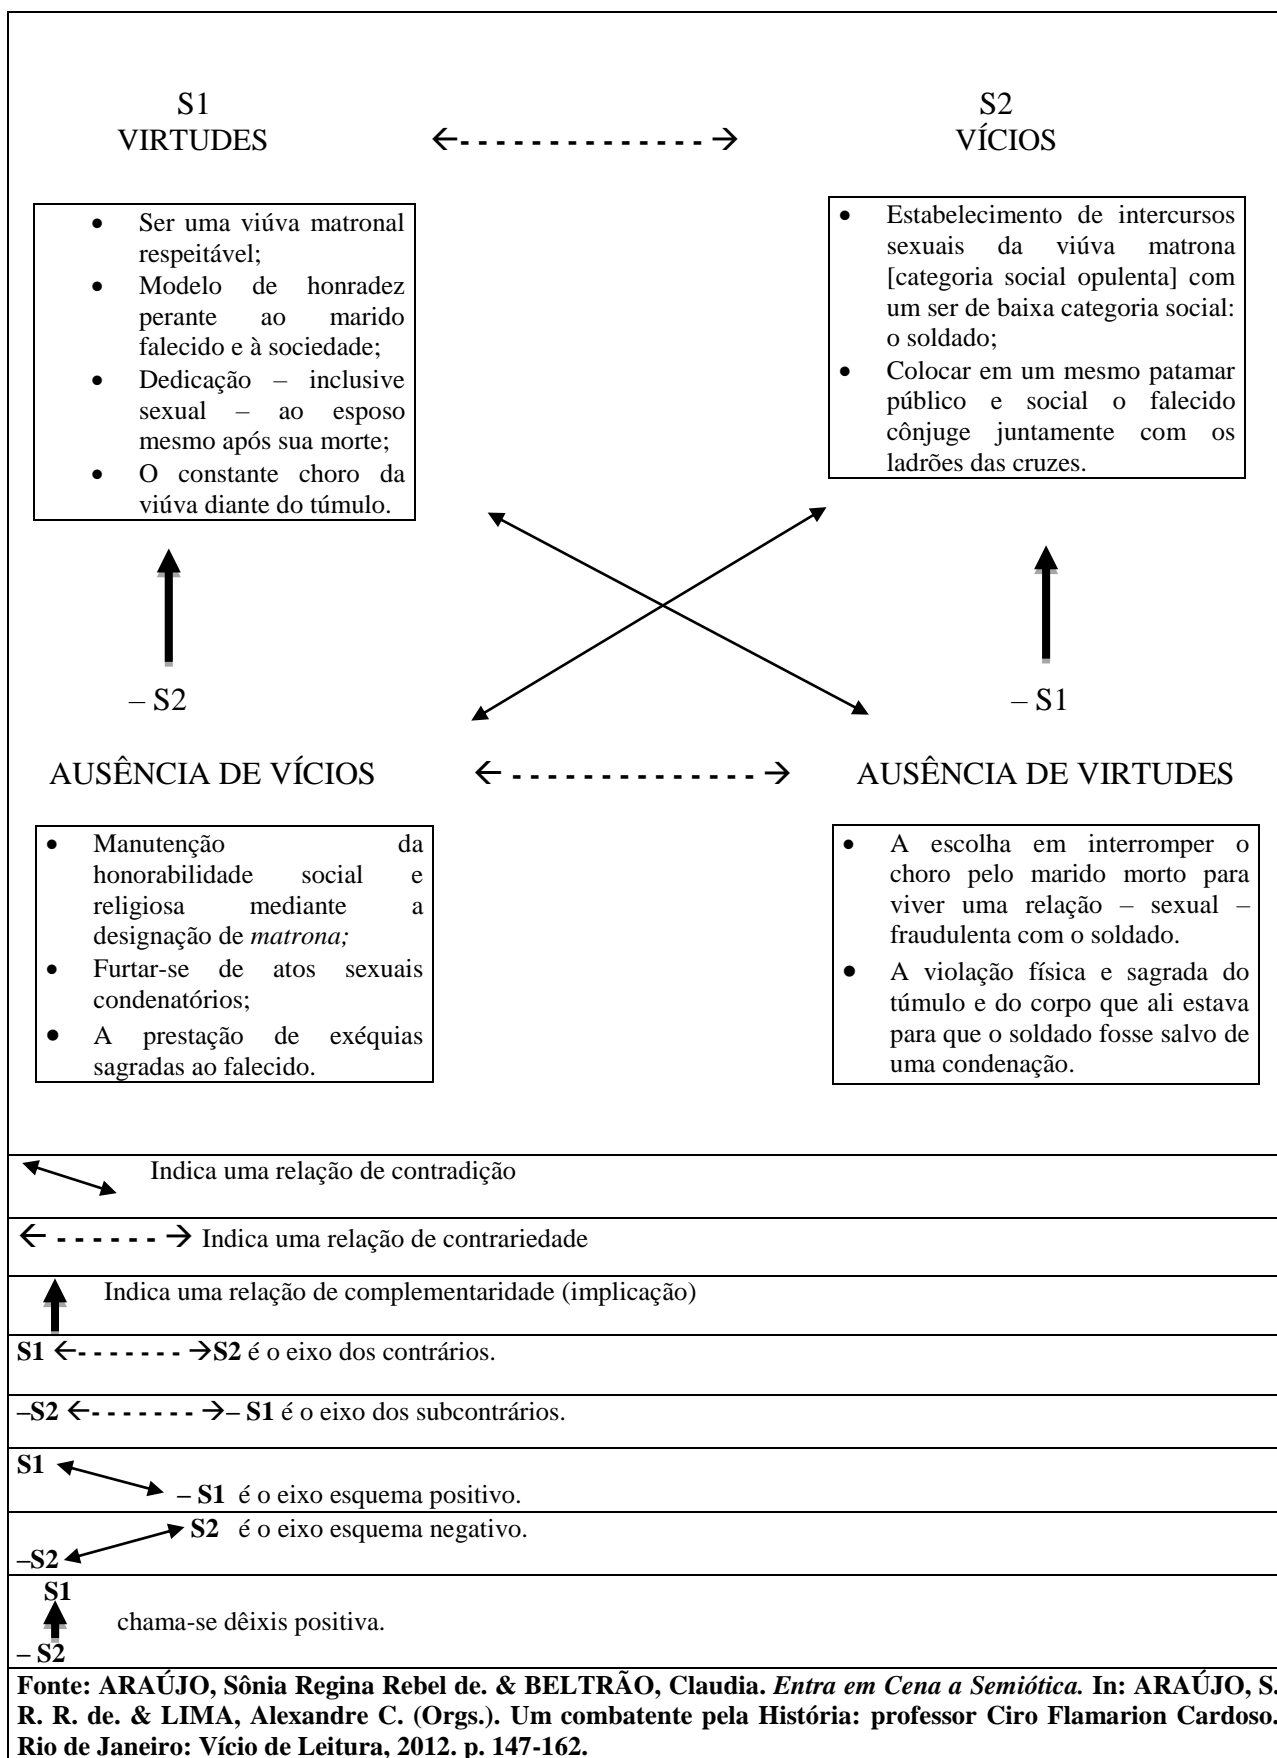 S1
VIRTUDES
←- - - - - - - - - - - - - →
S2
VÍCIOS
• Ser uma viúva matronal
respeitável;
• Modelo de honradez
perante ao marido
falecido e à sociedade;
• Dedicação – inclusive
sexual – ao esposo
mesmo após sua morte;
• O constante choro da
viúva diante do túmulo.
• Estabelecimento de intercursos
sexuais da viúva matrona
[categoria social opulenta] com
um ser de baixa categoria social:
o soldado;
• Colocar em um mesmo patamar
público e social o falecido
cônjuge juntamente com os
ladrões das cruzes.
– S2
– S1
AUSÊNCIA DE VÍCIOS
← - - - - - - - - - - - - - - →
AUSÊNCIA DE VIRTUDES
• Manutenção da
honorabilidade social e
religiosa mediante a
designação de matrona;
• Furtar-se de atos sexuais
condenatórios;
• A prestação de exéquias
sagradas ao falecido.
• A escolha em interromper o
choro pelo marido morto para
viver uma relação – sexual –
fraudulenta com o soldado.
• A violação física e sagrada do
túmulo e do corpo que ali estava
para que o soldado fosse salvo de
uma condenação.
Indica uma relação de contradição
← - - - - - - → Indica uma relação de contrariedade
Indica uma relação de complementaridade (implicação)
S1 ←- - - - - - - →S2 é o eixo dos contrários.
–S2 ←- - - - - - - →– S1 é o eixo dos subcontrários.
S1
– S1 é o eixo esquema positivo.
S2 é o eixo esquema negativo.
–S2
S1
chama-se dêixis positiva.
– S2
Fonte: ARAÚJO, Sônia Regina Rebel de. & BELTRÃO, Claudia. Entra em Cena a Semiótica. In: ARAÚJO, S.
R. R. de. & LIMA, Alexandre C. (Orgs.). Um combatente pela História: professor Ciro Flamarion Cardoso.
Rio de Janeiro: Vício de Leitura, 2012. p. 147-162.